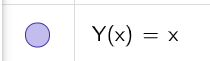 Y(x) = x